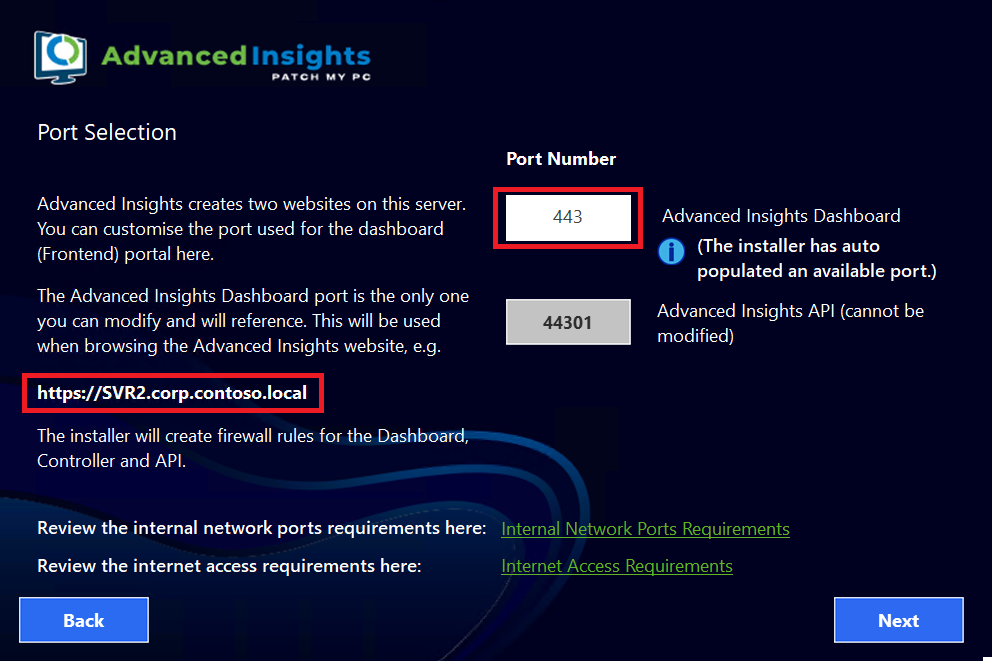 Advanced Insights
PATCH MY PC
Port Selection
Port Number
Advanced Insights creates two websites on this server.
You can customise the port used for the dashboard
(Frontend) portal here.
443
Advanced Insights Dashboard
(The installer has auto
populated an available port.)
The Advanced Insights Dashboard port is the only one
you can modify and will reference. This will be used
when browsing the Advanced Insights website, e.g.
44301
Advanced Insights API (cannot be
modified)
https://SVR2.corp.contoso.local
The installer will create firewall rules for the Dashboard,
Controller and API.
Review the internal network ports requirements here: Internal Network Ports Requirements
Review the internet access requirements here: Internet Access Requirements
Back
Next